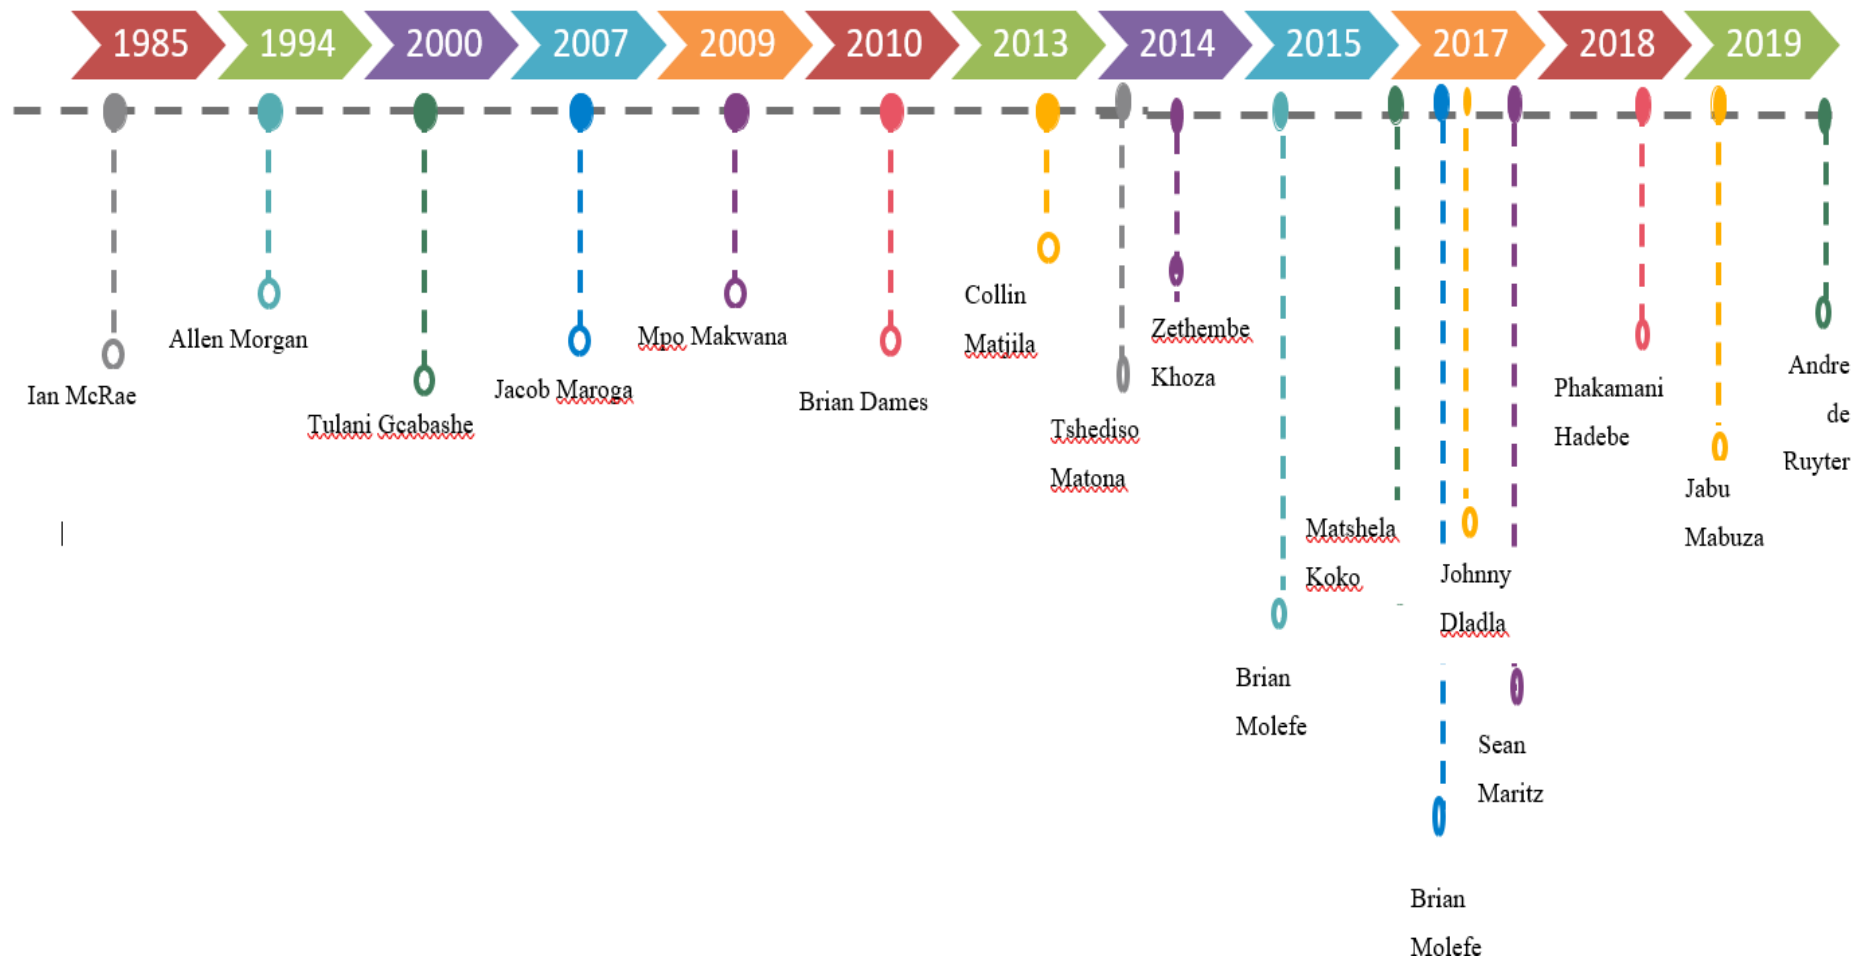 1985
1994
2000
2007
2009
2010
2013
2014
2015
2017
2018
2019
Ian McRae
Allen Morgan
Tulani Gcabashe
Jacob Maroga
Mpo Makwana
Brian Dames
Collin
Matjila
Tshediso
Matona
Zethembe
Khoza
Brian
Molefe
Matshela
Koko
Brian
Molefe
Johnny
Dladla
Sean
Maritz
Phakamani
Hadebe
Jabu
Mabuza
Andre
de
Ruyter